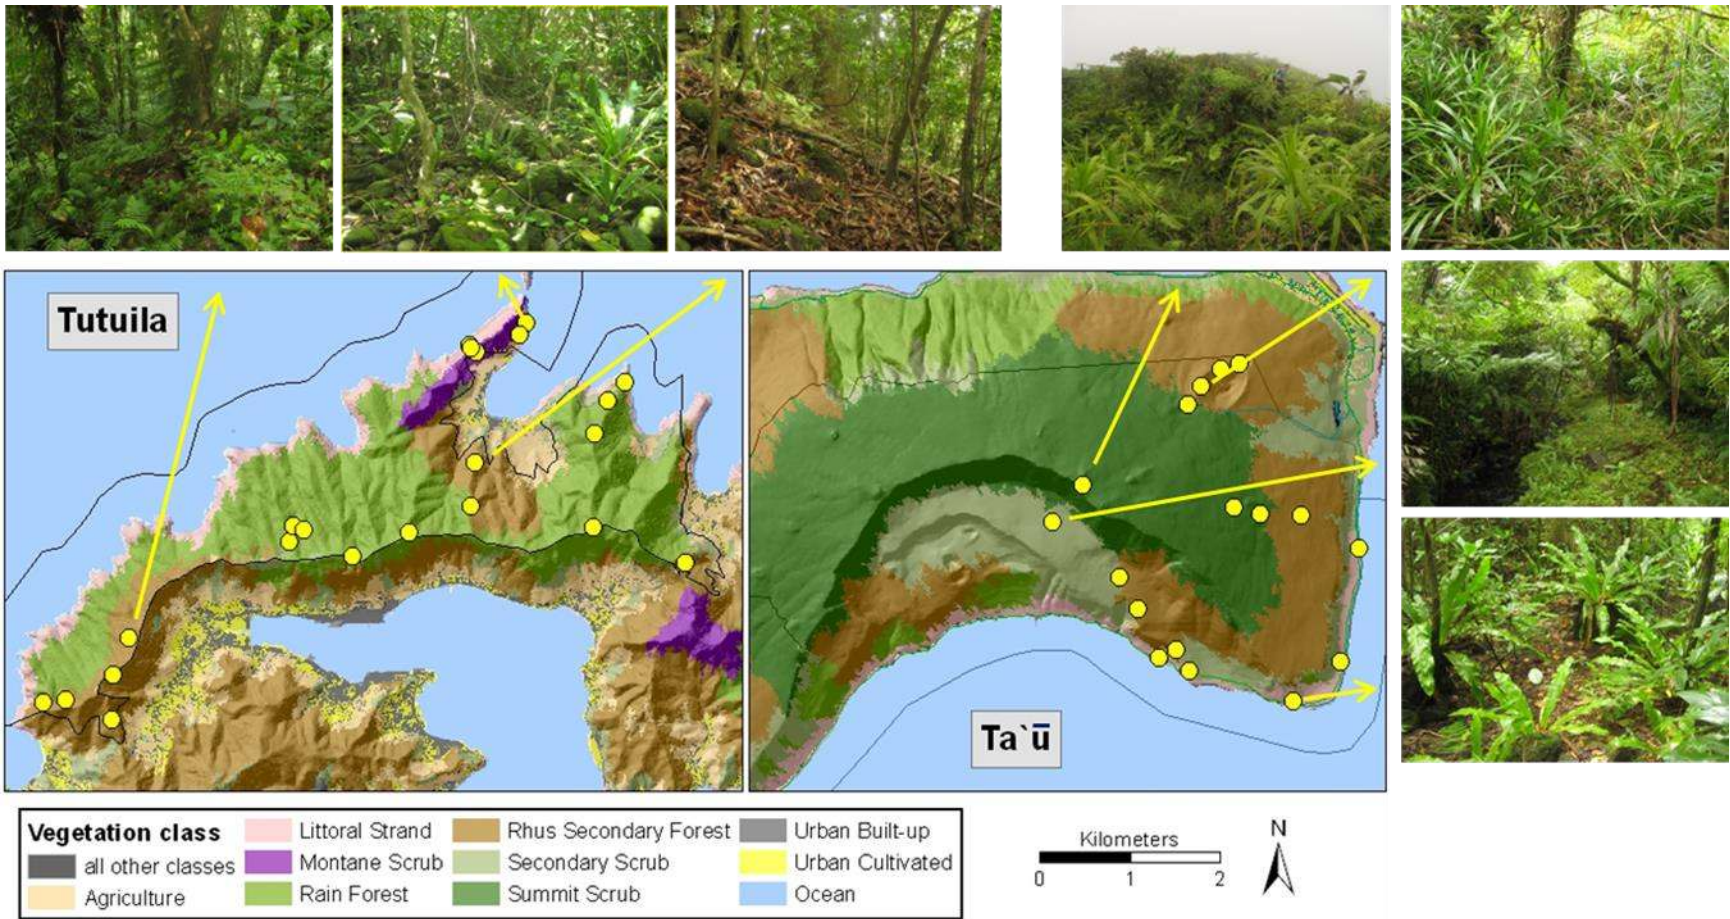 Tutuila
Ta`ū
Vegetation class
all other classes
Agriculture
Littoral Strand
Montane Scrub
Rain Forest
Rhus Secondary Forest
Secondary Scrub
Summit Scrub
Urban Built-up
Urban Cultivated
Ocean
Kilometers
0 1 2
N